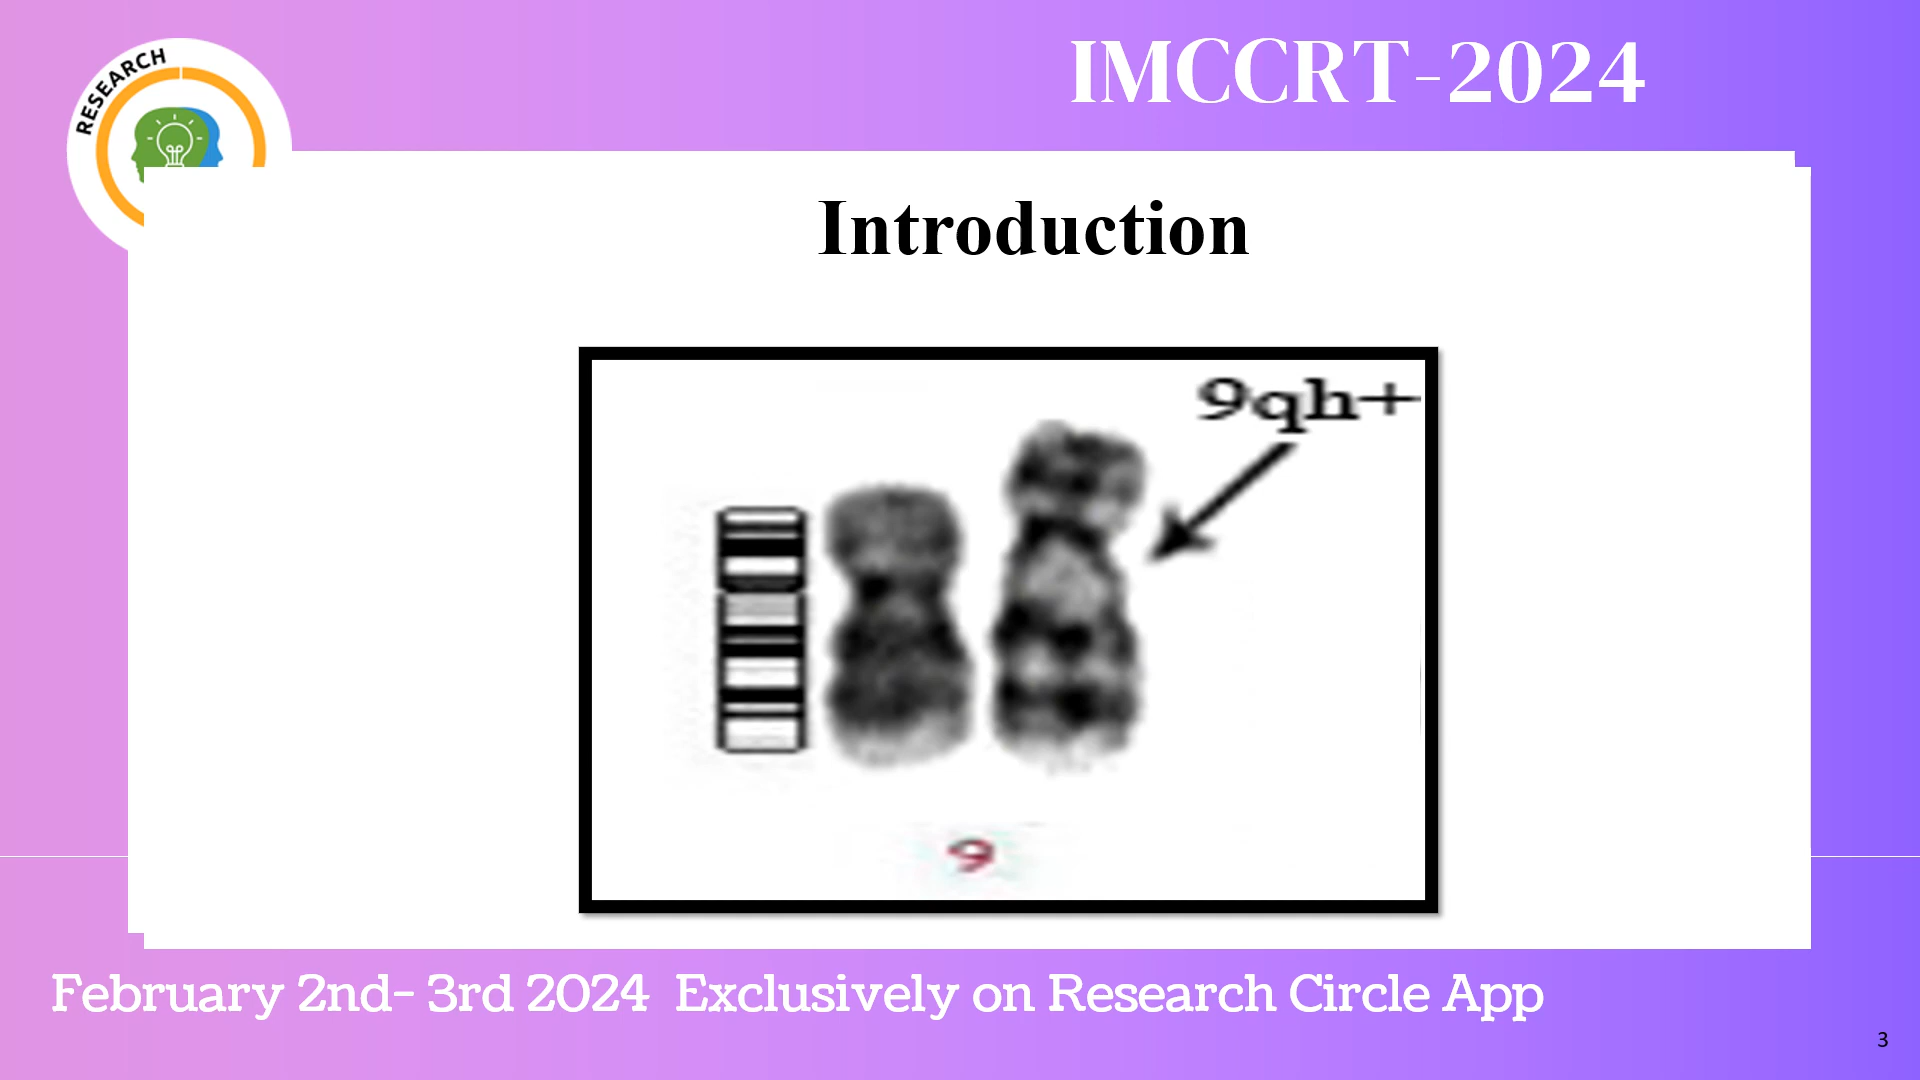 RESEARCH
IMCCRT-2024
Introduction
9qh+
9
February 2nd- 3rd 2024 Exclusively on Research Circle App
3